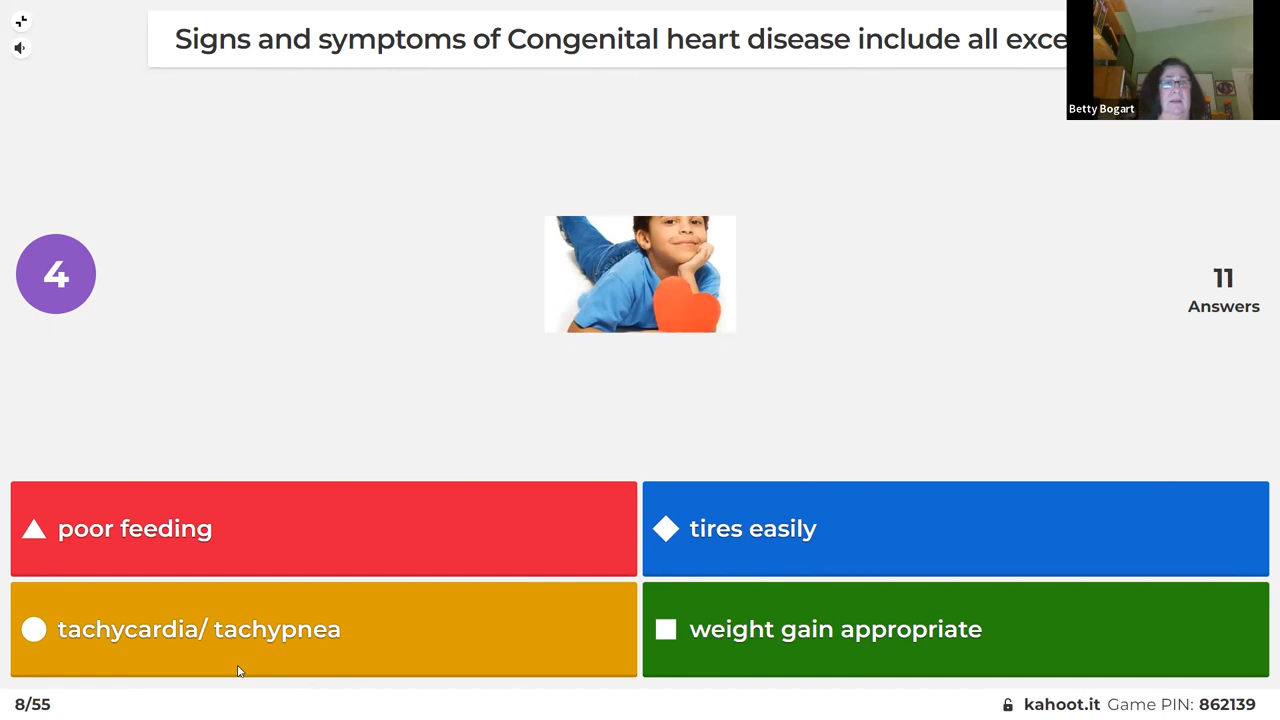 Signs and symptoms of Congenital heart disease include all
Betty Bogart
4
11
Answers
poor feeding
tires easily
tachycardia/ tachypnea
weight gain appropriate
8/55
kahoot.it Game PIN: 862139